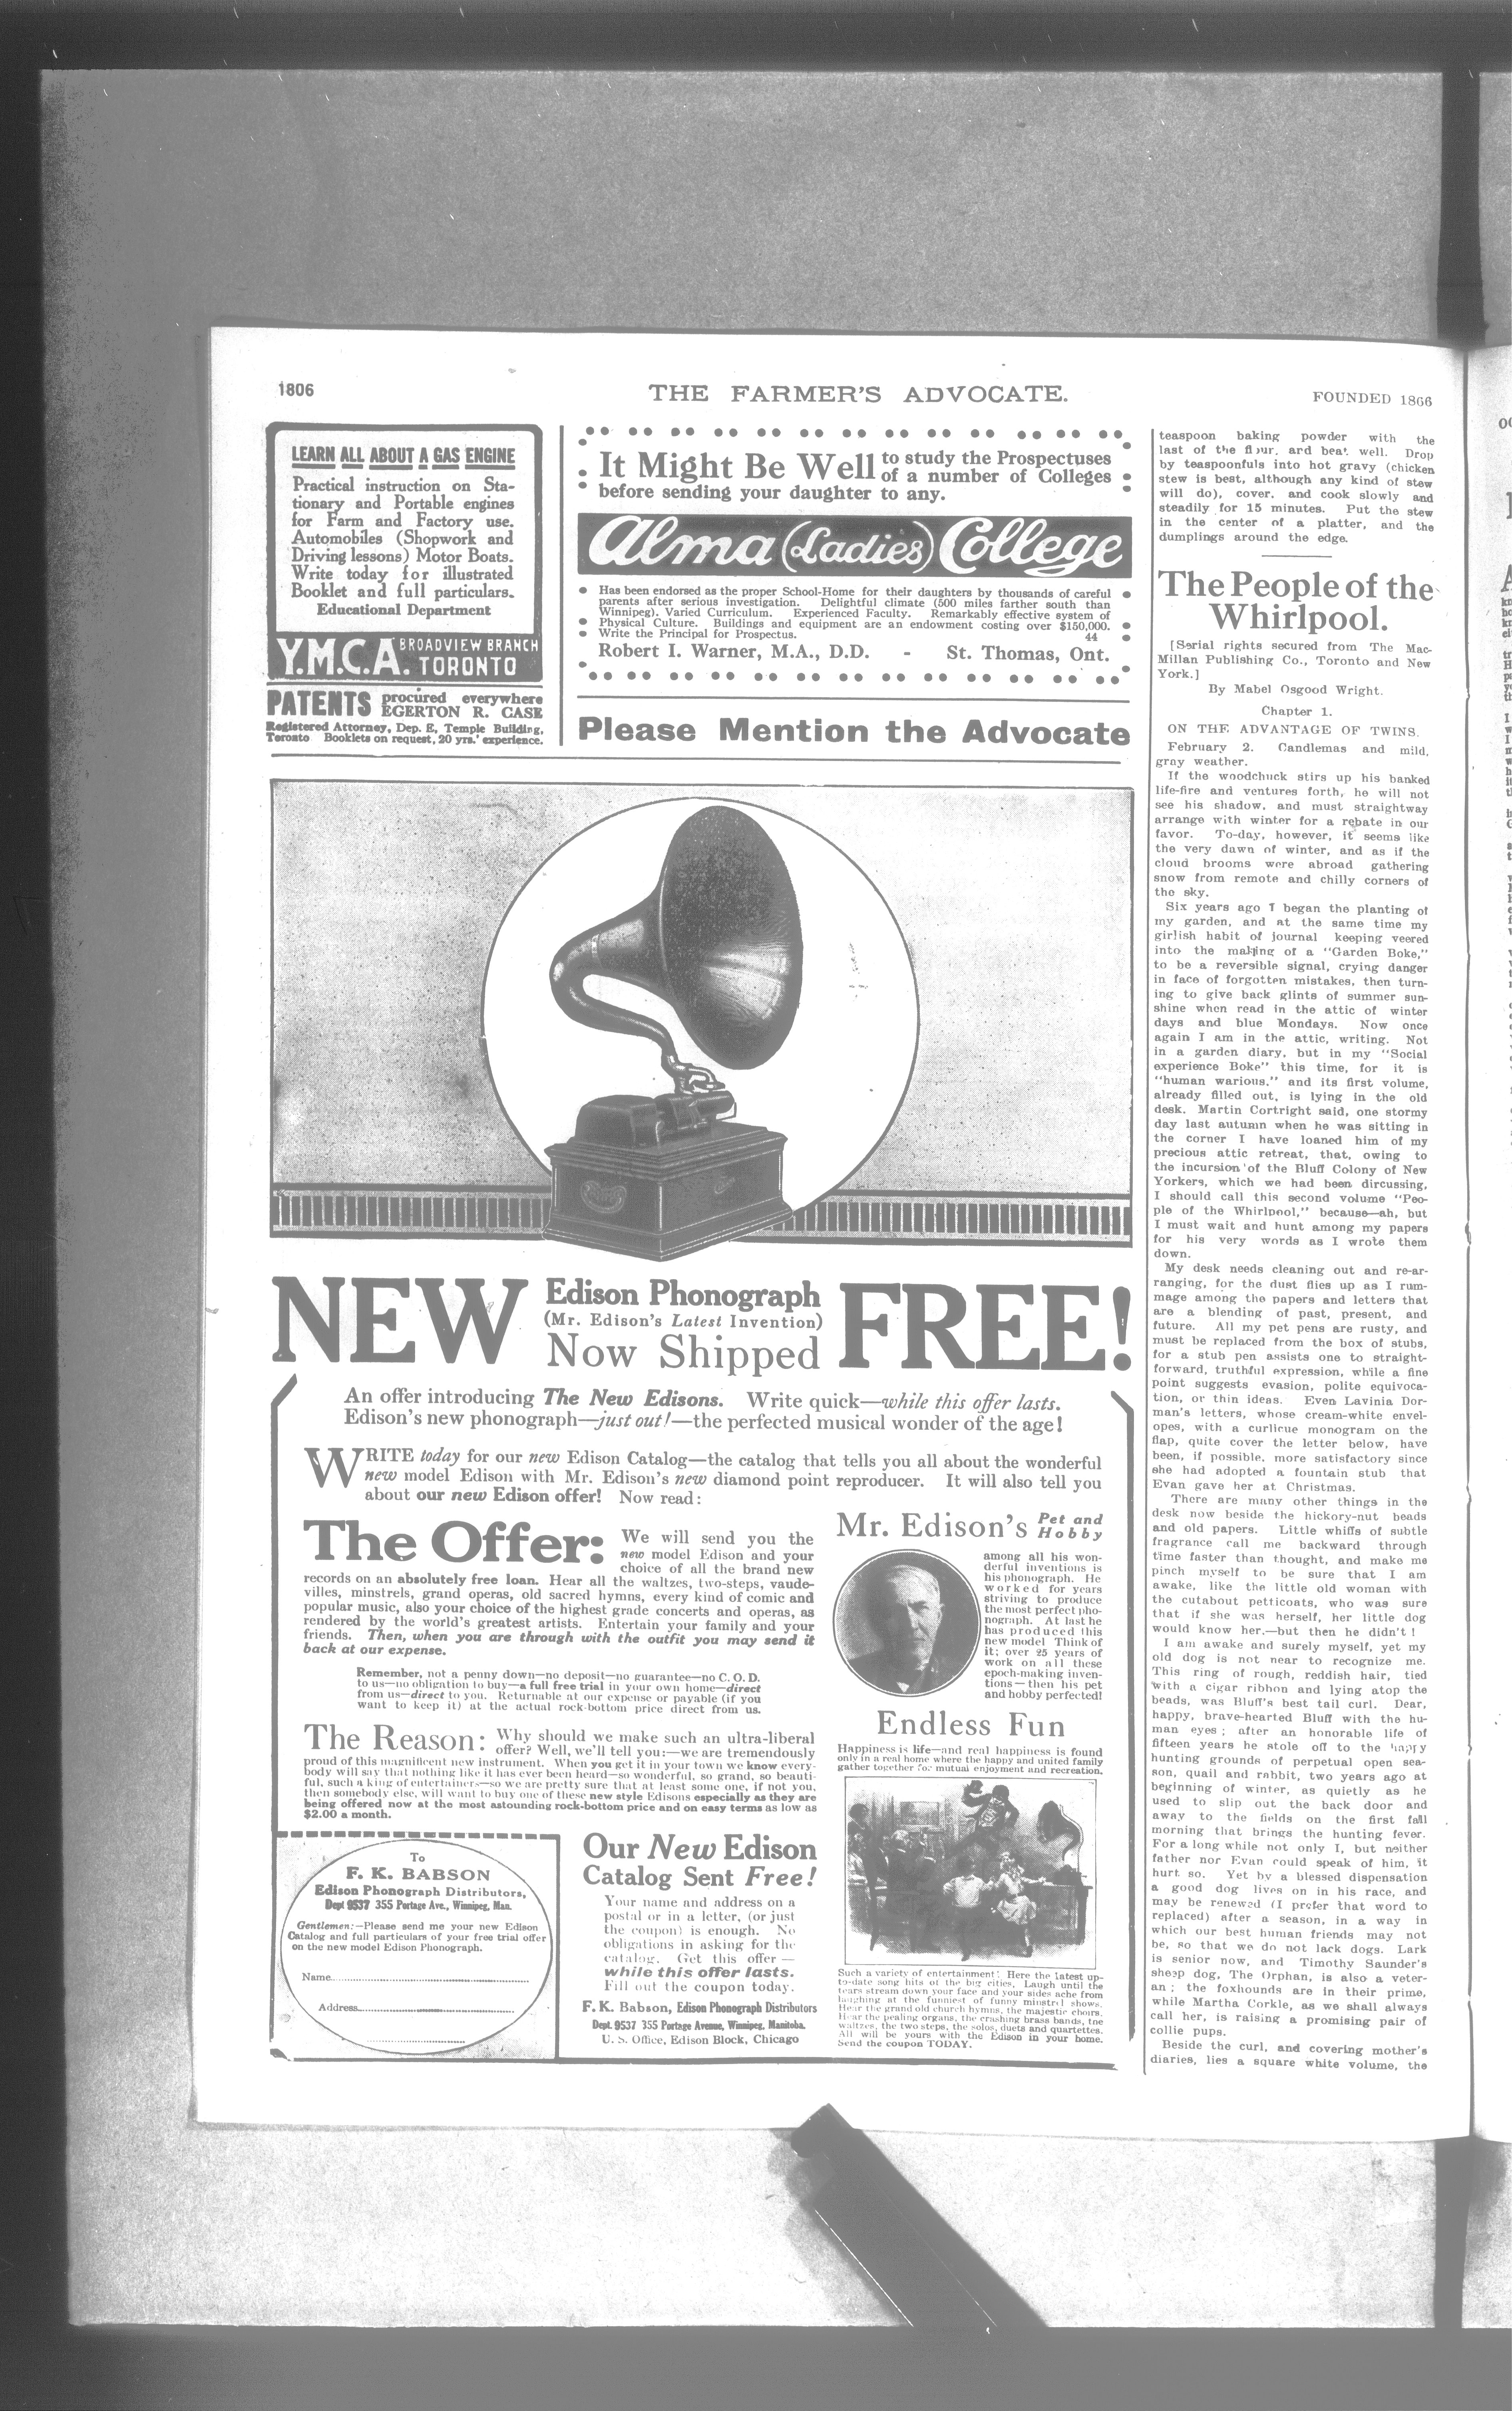 1806
THE FARMER'S ADVOCATE.
FOUNDED 1866
LEARN ALL ABOUT A GAS ENGINE
Practical instruction on Sta-
tionary and Portable engines
for Farm and Factory use.
Automobiles (Shopwork and
Driving lessons) Motor Boats.
Write today for illustrated
Booklet and full particulars.
Educational Department
Y.M.C.A. BROADVIEW BRANCH
TORONTO
PATENTS procured everywhere
EGERTON R. CASE
Registered Attorney, Dep. E, Temple Building,
Toronto Booklets on request, 20 yrs.' experience.
It Might Be Well to study the Prospectuses
of a number of Colleges
before sending your daughter to any.
Alma (Ladies) College
Has been endorsed as the proper School-Home for their daughters by thousands of careful
parents after serious investigation. Delightful climate (500 miles farther south than
Winnipeg). Varied Curriculum. Experienced Faculty. Remarkably effective system of
Physical Culture. Buildings and equipment are an endowment costing over $150,000.
Write the Principal for Prospectus. 44
Robert I. Warner, M.A., D.D. - St. Thomas, Ont.
Please Mention the Advocate
NEW Edison Phonograph FREE!
(Mr. Edison's Latest Invention)
Now Shipped
An offer introducing The New Edisons. Write quick—while this offer lasts.
Edison's new phonograph—just out!—the perfected musical wonder of the age!
WRITE today for our new Edison Catalog—the catalog that tells you all about the wonderful
new model Edison with Mr. Edison's new diamond point reproducer. It will also tell you
about our new Edison offer! Now read:
The Offer: We will send you the
new model Edison and your
choice of all the brand new
records on an absolutely free loan. Hear all the waltzes, two-steps, vaude-
villes, minstrels, grand operas, old sacred hymns, every kind of comic and
popular music, also your choice of the highest grade concerts and operas, as
rendered by the world's greatest artists. Entertain your family and your
friends. Then, when you are through with the outfit you may send it
back at our expense.
Remember, not a penny down—no deposit—no guarantee—no C. O. D.
to us—no obligation to buy—a full free trial in your own home—direct
from us—direct to you. Returnable at our expense or payable (if you
want to keep it) at the actual rock-bottom price direct from us.
The Reason: Why should we make such an ultra-liberal
offer? Well, we'll tell you:—we are tremendously
proud of this magnificent new instrument. When you get it in your town we know every-
body will say that nothing like it has ever been heard—so wonderful, so grand, so beauti-
ful, such a king of entertainers—so we are pretty sure that at least some one, if not you,
then somebody else, will want to buy one of these new style Edisons especially as they are
being offered now at the most astounding rock-bottom price and on easy terms as low as
$2.00 a month.
To
F. K. BABSON
Edison Phonograph Distributors,
Dept 9537 355 Portage Ave., Winnipeg, Man.
Gentlemen:—Please send me your new Edison
Catalog and full particulars of your free trial offer
on the new model Edison Phonograph.
Name
Address
Our New Edison
Catalog Sent Free!
Your name and address on a
postal or in a letter, (or just
the coupon) is enough. No
obligations in asking for the
catalog. Get this offer—
while this offer lasts.
Fill out the coupon today.
F. K. Babson, Edison Phonograph Distributors
Dept. 9537 355 Portage Avenue, Winnipeg, Manitoba.
U. S. Office, Edison Block, Chicago
Mr. Edison's Pet and
Hobby
among all his won-
derful inventions is
his phonograph. He
worked for years
striving to produce
the most perfect pho-
nograph. At last he
has produced this
new model Think of
it; over 25 years of
work on all these
epoch-making inven-
tions—then his pet
and hobby perfected!
Endless Fun
Happiness is life—and real happiness is found
only in a real home where the happy and united family
gather together for mutual enjoyment and recreation.
Such a variety of entertainment! Here the latest up-
to-date song hits of the big cities. Laugh until the
tears stream down your face and your sides ache from
laughing at the funniest of funny minstrel shows.
Hear the grand old church hymns, the majestic choirs.
Hear the pealing organs, the crashing brass bands, the
waltzes, the two steps, the solos, duets and quartettes.
All will be yours with the Edison in your home.
Send the coupon TODAY.
teaspoon baking powder with the
last of the flour, ard beat well. Drop
by teaspoonfuls into hot gravy (chicken
stew is best, although any kind of stew
will do), cover, and cook slowly and
steadily for 15 minutes. Put the stew
in the center of a platter, and the
dumplings around the edge.
The People of the
Whirlpool.
[Serial rights secured from The Mac-
Millan Publishing Co., Toronto and New
York.]
By Mabel Osgood Wright.
Chapter 1.
ON THE ADVANTAGE OF TWINS.
February 2. Candlemas and mild,
gray weather.
If the woodchuck stirs up his banked
life-fire and ventures forth, he will not
see his shadow, and must straightway
arrange with winter for a rebate in our
favor. To-day, however, it seems like
the very dawn of winter, and as if the
cloud brooms were abroad gathering
snow from remote and chilly corners of
the sky.
Six years ago I began the planting of
my garden, and at the same time my
girlish habit of journal keeping veered
into the making of a "Garden Boke,"
to be a reversible signal, crying danger
in face of forgotten mistakes, then turn-
ing to give back glints of summer sun-
shine when read in the attic of winter
days and blue Mondays. Now once
again I am in the attic, writing. Not
in a garden diary, but in my "Social
experience Boke" this time, for it is
"human warious," and its first volume,
already filled out, is lying in the old
desk. Martin Cortright said, one stormy
day last autumn when he was sitting in
the corner I have loaned him of my
precious attic retreat, that, owing to
the incursion of the Bluff Colony of New
Yorkers, which we had been dircussing,
I should call this second volume "Peo-
ple of the Whirlpool," because—ah, but
I must wait and hunt among my papers
for his very words as I wrote them
down.
My desk needs cleaning out and re-ar-
ranging, for the dust flies up as I rum-
mage among the papers and letters that
are a blending of past, present, and
future. All my pet pens are rusty, and
must be replaced from the box of stubs,
for a stub pen assists one to straight-
forward, truthful expression, while a fine
point suggests evasion, polite equivoca-
tion, or thin ideas. Even Lavinia Dor-
man's letters, whose cream-white envel-
opes, with a curlicue monogram on the
flap, quite cover the letter below, have
been, if possible, more satisfactory since
she had adopted a fountain stub that
Evan gave her at Christmas.
There are many other things in the
desk now beside the hickory-nut beads
and old papers. Little whiffs of subtle
fragrance call me backward through
time faster than thought, and make me
pinch myself to be sure that I am
awake, like the little old woman with
the cutabout petticoats, who was sure
that if she was herself, her little dog
would know her,—but then he didn't!
I am awake and surely myself, yet my
old dog is not near to recognize me.
This ring of rough, reddish hair, tied
with a cigar ribbon and lying atop the
beads, was Bluff's best tail curl. Dear,
happy, brave-hearted Bluff with the hu-
man eyes; after an honorable life of
fifteen years he stole off to the happy
hunting grounds of perpetual open sea-
son, quail and rabbit, two years ago at
beginning of winter, as quietly as he
used to slip out the back door and
away to the fields on the first fall
morning that brings the hunting fever.
For a long while not only I, but neither
father nor Evan could speak of him, it
hurt so. Yet by a blessed dispensation
a good dog lives on in his race, and
may be renewed (I prefer that word to
replaced) after a season, in a way in
which our best human friends may not
be, so that we do not lack dogs. Lark
is senior now, and Timothy Saunder's
sheep dog, The Orphan, is also a veter-
an; the foxhounds are in their prime,
while Martha Corkle, as we shall always
call her, is raising a promising pair of
collie pups.
Beside the curl, and covering mother's
diaries, lies a square white volume, the